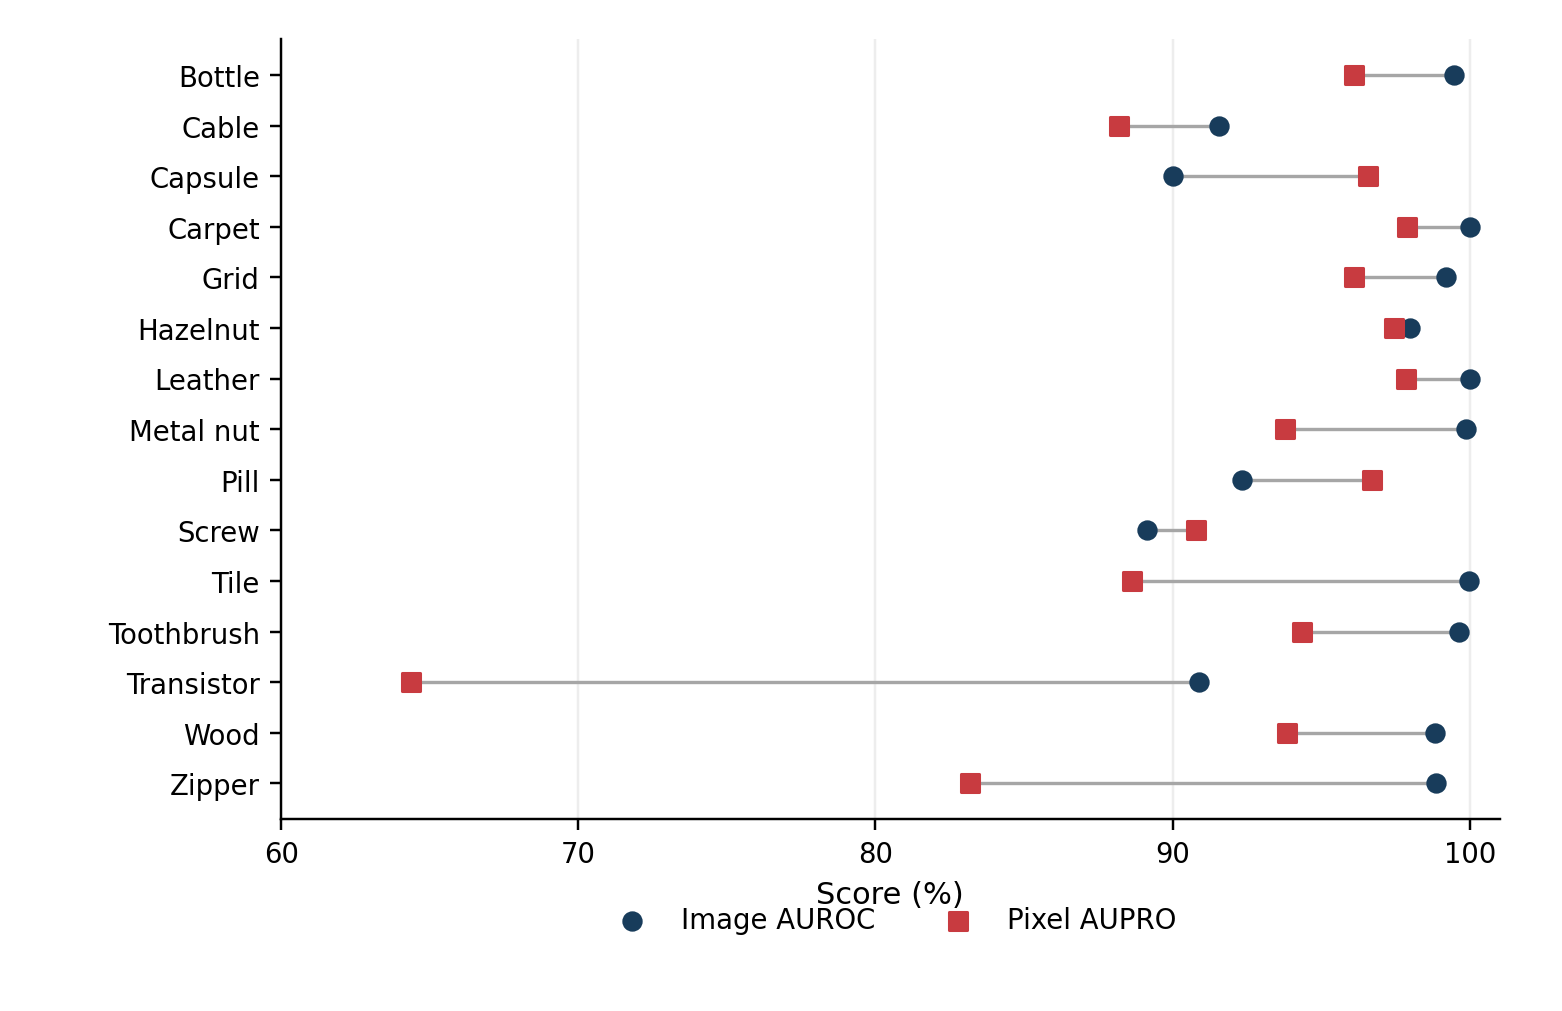 Bottle
Cable
Capsule
Carpet
Grid
Hazelnut
Leather
Metal nut
Pill
Screw
Tile
Toothbrush
Transistor
Wood
Zipper
60 70 80 90 100
Score (%)
Image AUROC Pixel AUPRO